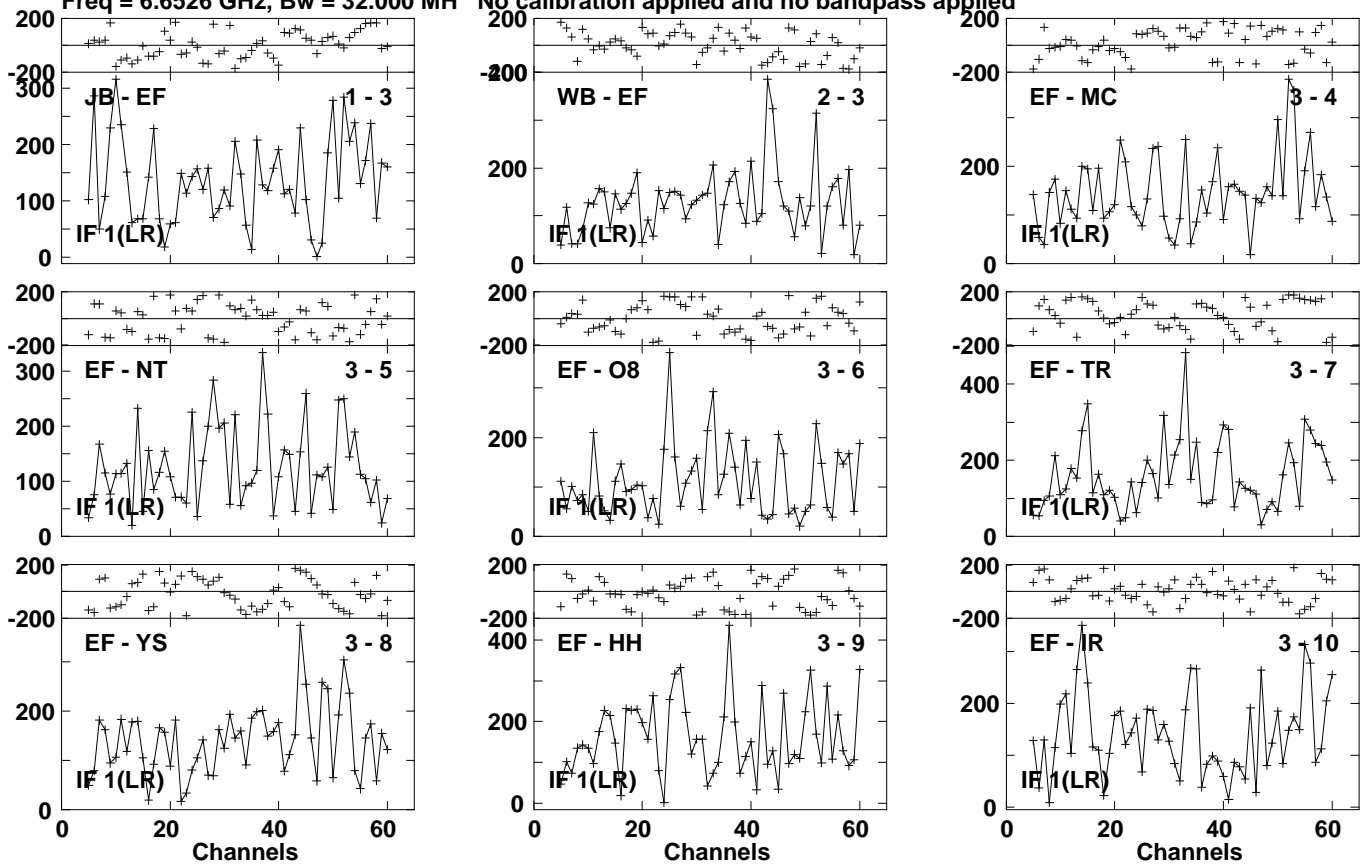 Freq = 6.6526 GHz, Bw = 32.000 MH No calibration applied and no bandpass applied
200
-200
JB - EF 1 - 3
300
200
100
0
IF 1(LR)
-200
WB - EF 2 - 3
400
200
0
IF 1(LR)
200
-200
EF - MC 3 - 4
200
0
IF 1(LR)
200
-200
EF - NT 3 - 5
300
200
100
0
IF 1(LR)
200
-200
EF - O8 3 - 6
200
0
IF 1(LR)
200
-200
EF - TR 3 - 7
400
200
0
IF 1(LR)
200
-200
EF - YS 3 - 8
200
0
IF 1(LR)
0 20 40 60
Channels
200
-200
EF - HH 3 - 9
400
200
0
IF 1(LR)
0 20 40 60
Channels
200
-200
EF - IR 3 - 10
200
0
IF 1(LR)
0 20 40 60
Channels